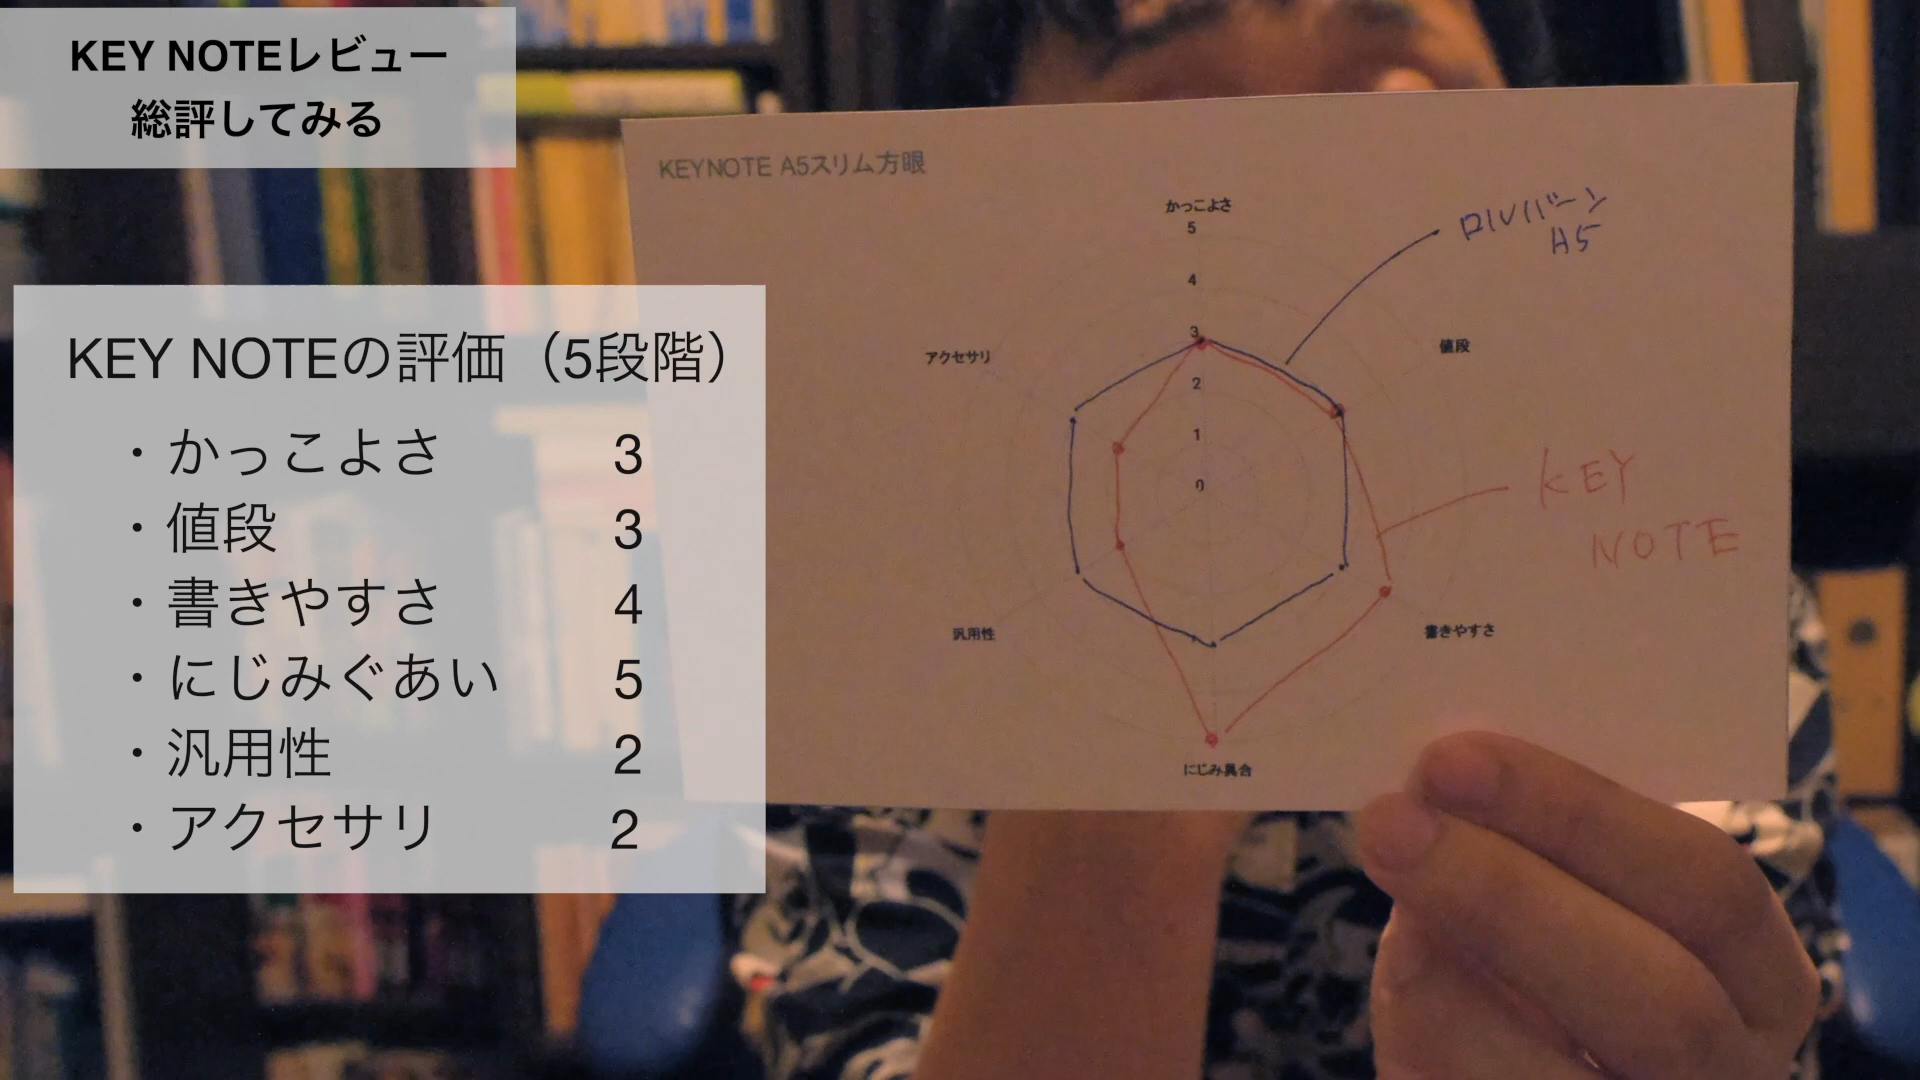 KEY NOTEレビュー
総評してみる
KEY NOTEの評価（5段階）
・かっこよさ 3
・値段 3
・書きやすさ 4
・にじみぐあい 5
・汎用性 2
・アクセサリ 2
KEYNOTE A5スリム方眼
かっこよさ
5
4
3
2
1
0
値段
書きやすさ
にじみ具合
汎用性
アクセサリ
ロルバーン
A5
KEY
NOTE